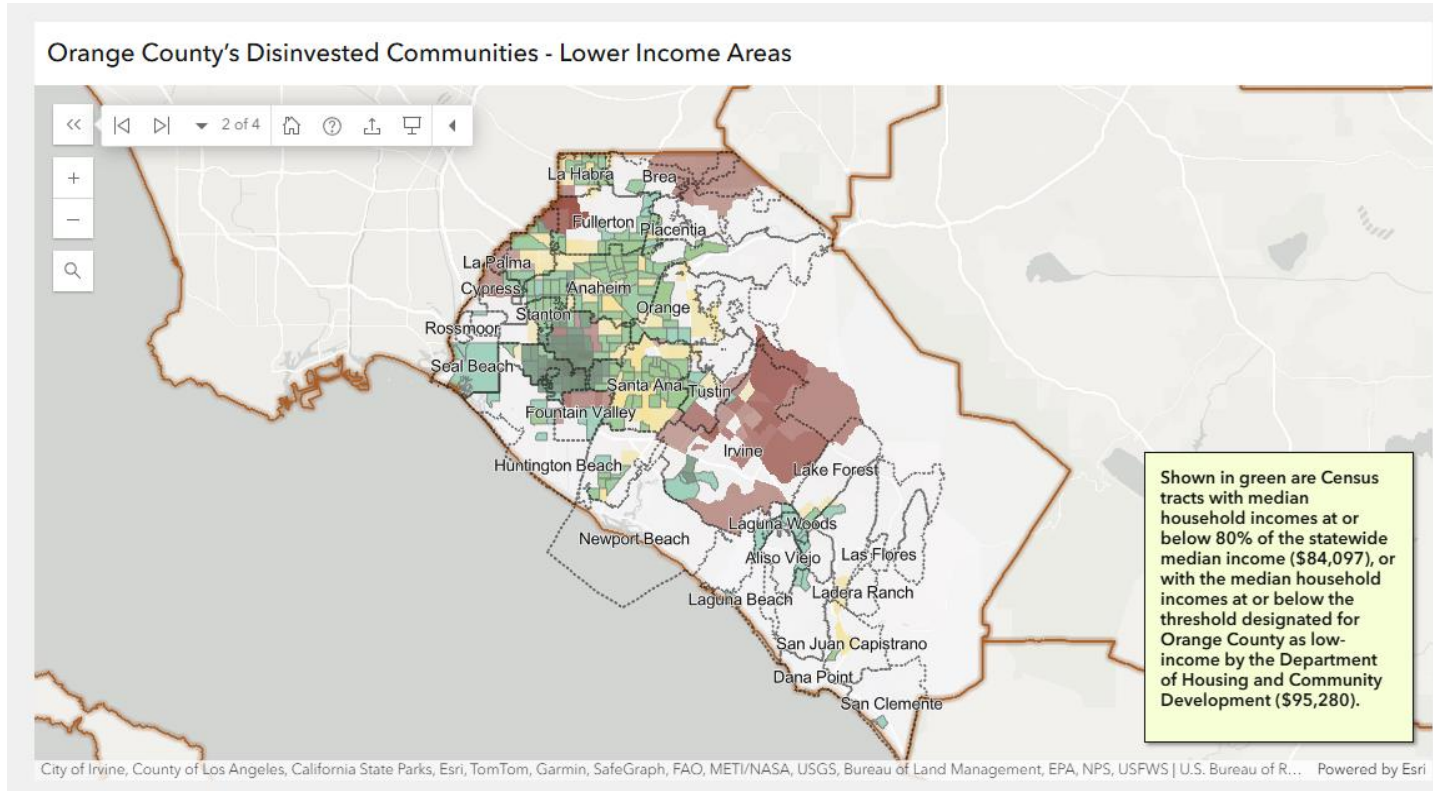 Orange County’s Disinvested Communities - Lower Income Areas
2 of 4
La Habra
Brea
Fullerton
Placentia
La Palma
Cypress
Anaheim
Orange
Stanton
Rossmoor
Seal Beach
Santa Ana
Tustin
Fountain Valley
Irvine
Huntington Beach
Lake Forest
Laguna Woods
Newport Beach
Aliso Viejo
Las Flores
Laguna Beach
Ladera Ranch
San Juan Capistrano
Dana Point
San Clemente
Shown in green are Census
tracts with median
household incomes at or
below 80% of the statewide
median income ($84,097), or
with the median household
incomes at or below the
threshold designated for
Orange County as low-
income by the Department
of Housing and Community
Development ($95,280).
City of Irvine, County of Los Angeles, California State Parks, Esri, TomTom, Garmin, SafeGraph, FAO, METI/NASA, USGS, Bureau of Land Management, EPA, NPS, USFWS | U.S. Bureau of R... Powered by Esri